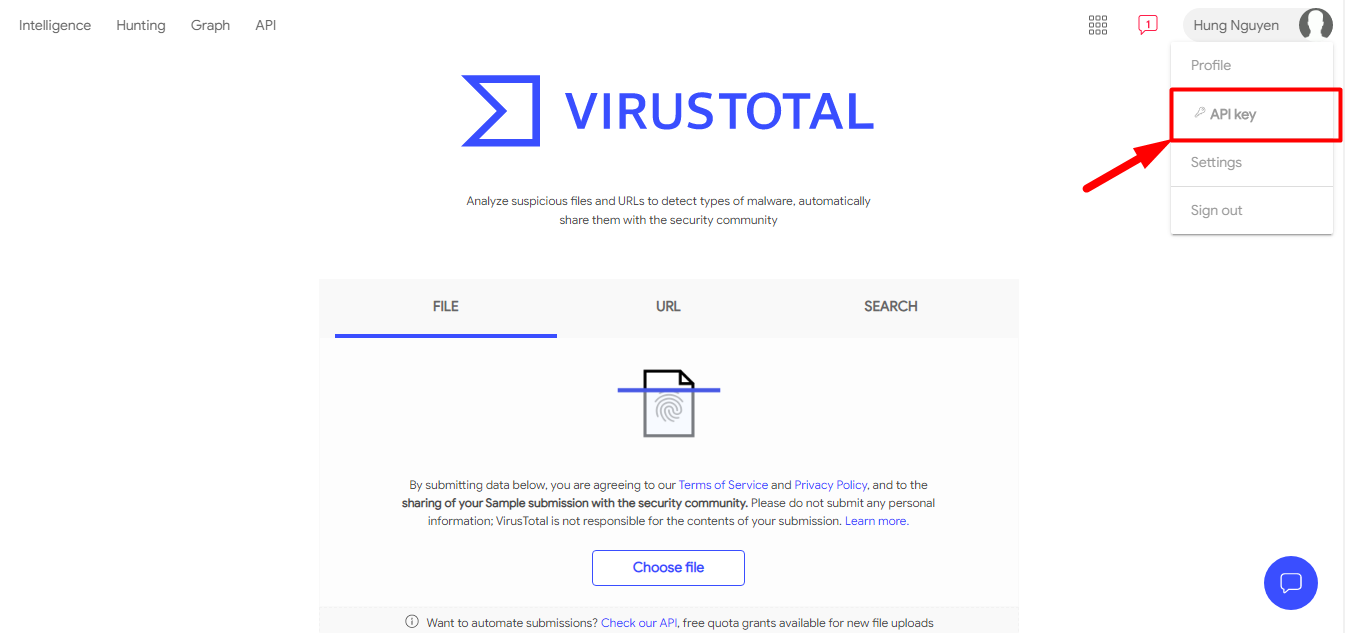 Intelligence Hunting Graph API
1 Hung Nguyen
Profile
API key
Settings
Sign out
VIRUSTOTAL
Analyze suspicious files and URLs to detect types of malware, automatically
share them with the security community
FILE URL SEARCH
By submitting data below, you are agreeing to our Terms of Service and Privacy Policy, and to the
sharing of your Sample submission with the security community. Please do not submit any personal
information; VirusTotal is not responsible for the contents of your submission. Learn more.
Choose file
Want to automate submissions? Check our API, free quota grants available for new file uploads